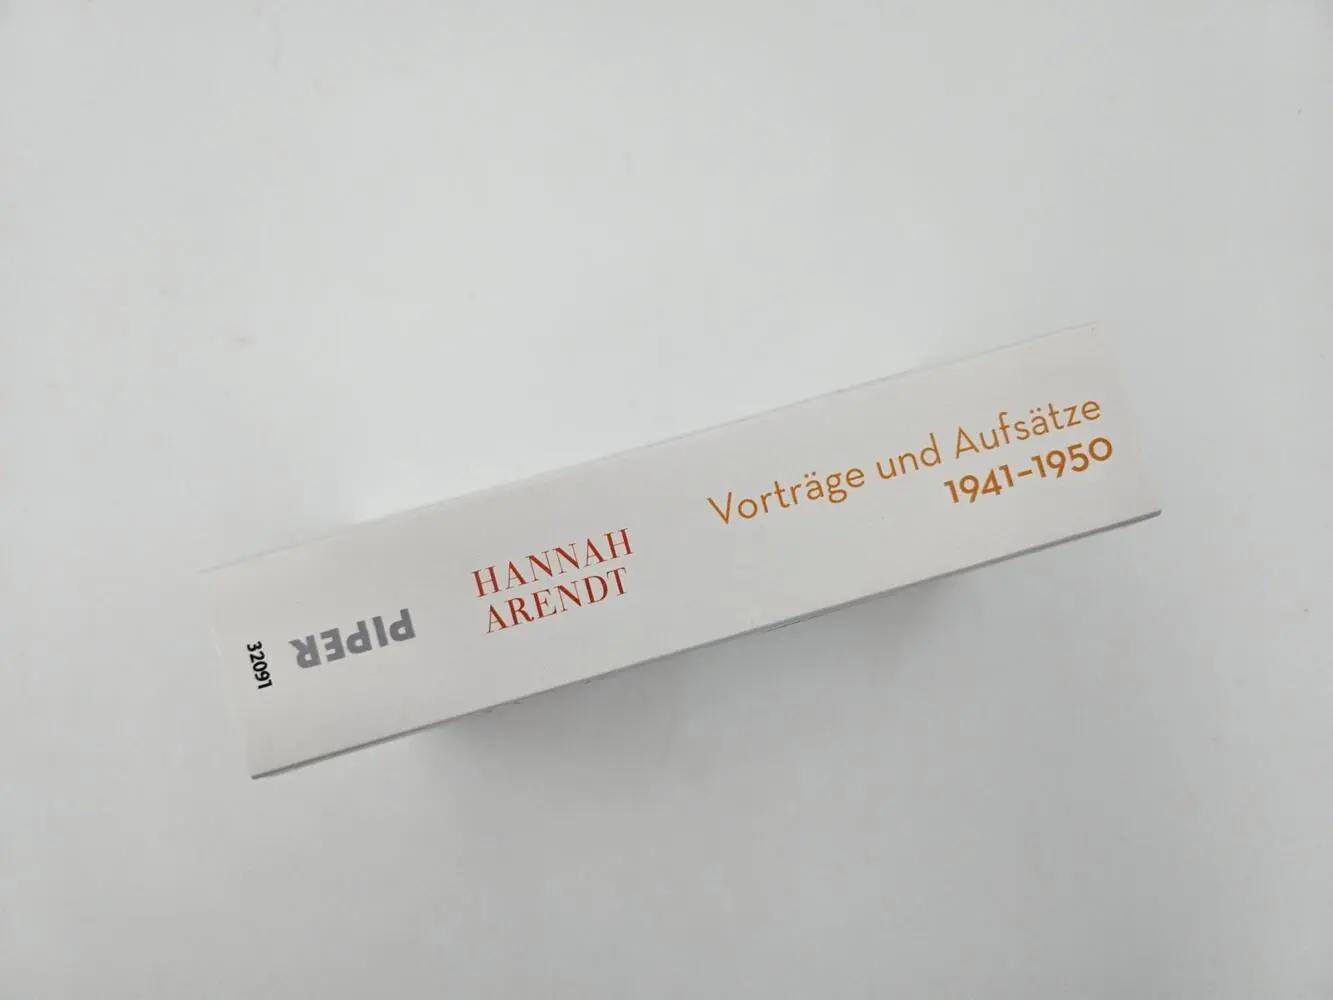 HANNAH
ARENDT
Vorträge und Aufsätze
1941–1950
PIPER
32091